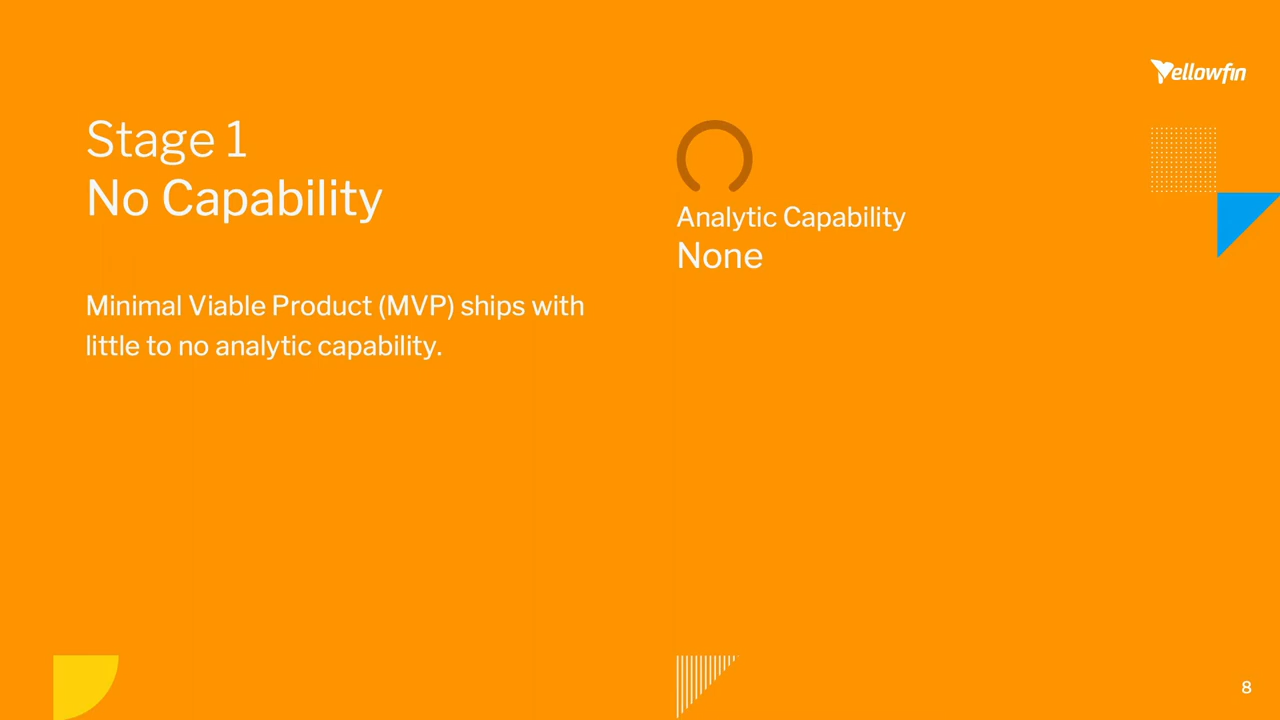 Yellowfin
Stage 1
No Capability
Minimal Viable Product (MVP) ships with
little to no analytic capability.
Analytic Capability
None
8